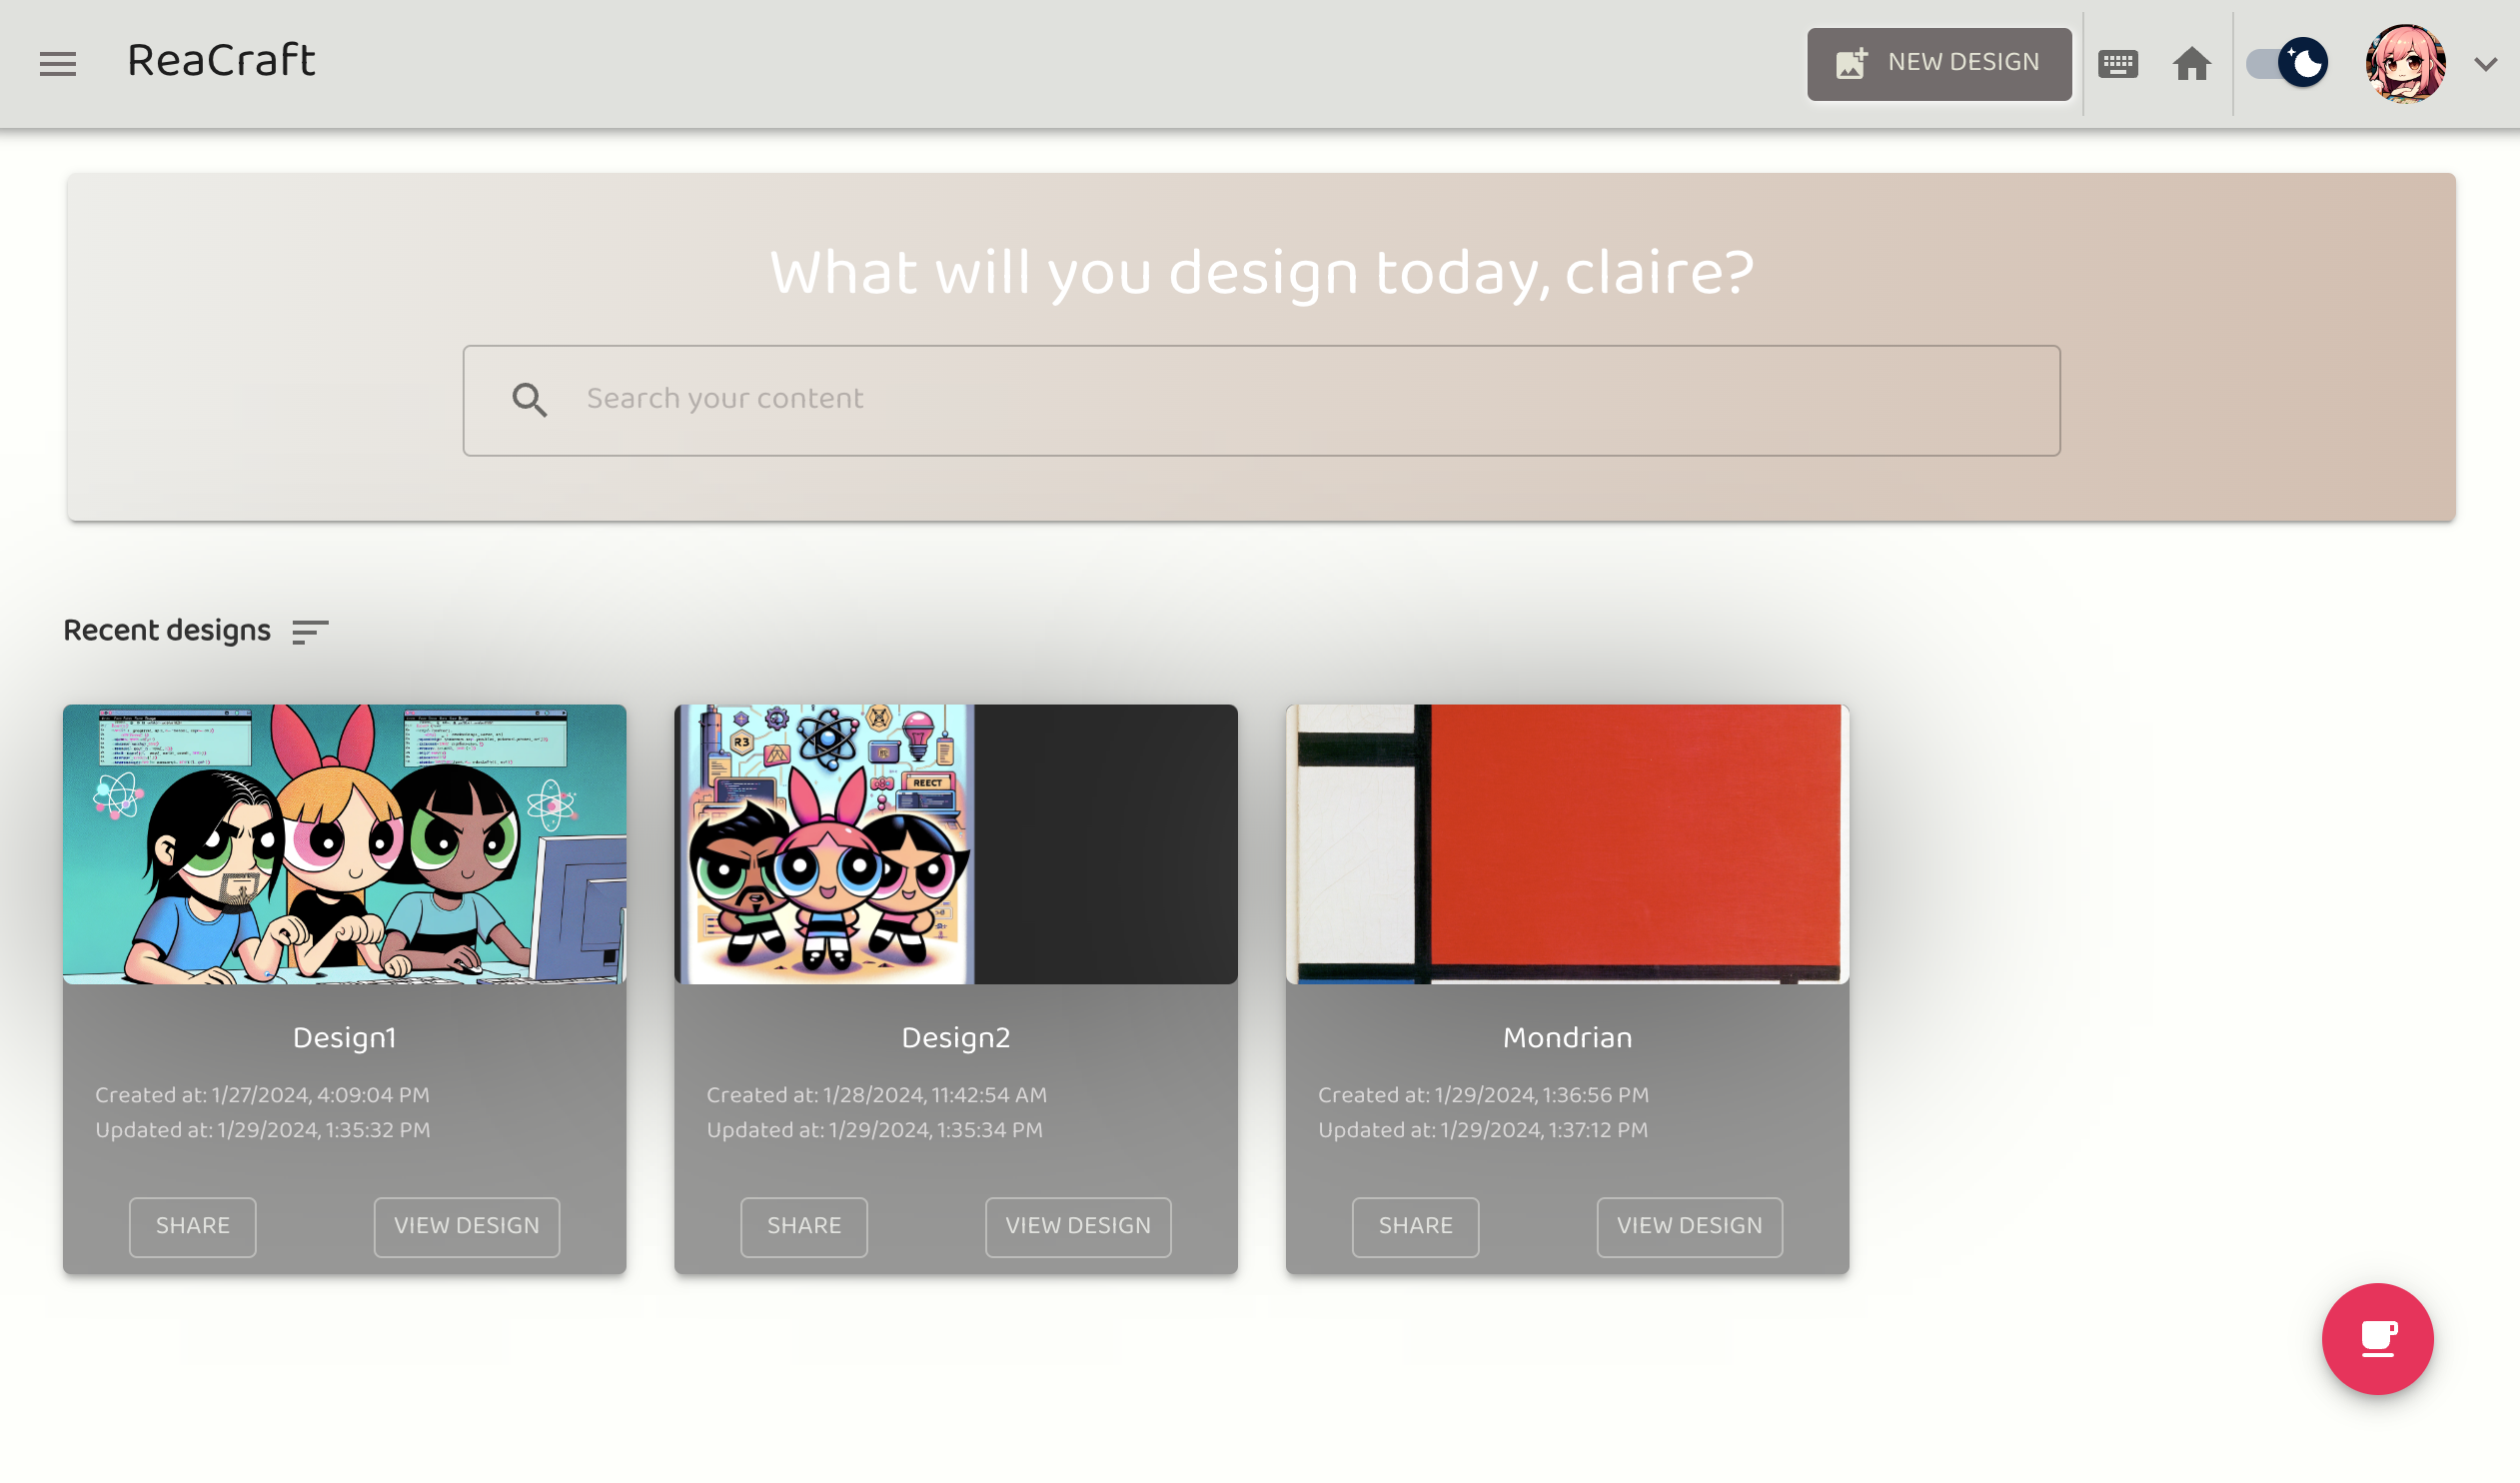 ReaCraft
NEW DESIGN
What will you design today, claire?
Search your content
Recent designs
R3
REECT
Design1
Created at: 1/27/2024, 4:09:04 PM
Updated at: 1/29/2024, 1:35:32 PM
SHARE
VIEW DESIGN
Design2
Created at: 1/28/2024, 11:42:54 AM
Updated at: 1/29/2024, 1:35:34 PM
SHARE
VIEW DESIGN
Mondrian
Created at: 1/29/2024, 1:36:56 PM
Updated at: 1/29/2024, 1:37:12 PM
SHARE
VIEW DESIGN